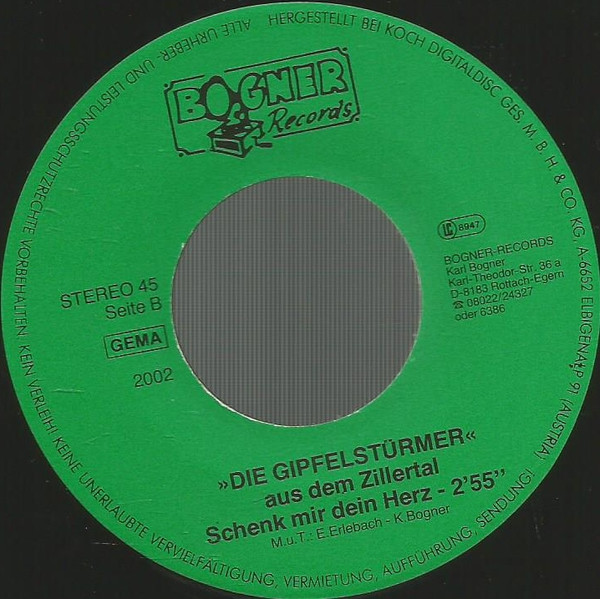 BOGNER
Records
LC 8947
BOGNER-RECORDS
Karl Bogner
Karl-Theodor-Str. 36 a
D-8183 Rottach-Egern
☎ 08022/24327
oder 6386
STEREO 45
Seite B
GEMA
2002
»DIE GIPFELSTÜRMER«
aus dem Zillertal
Schenk mir dein Herz - 2'55"
M.u.T.: E.Erlebach - K.Bogner
HERGESTELLT BEI KOCH DIGITALDISC GES. M. B. H. & CO. KG, A-6652 ELBIGENALP 91 (AUSTRIA)
ALLE URHEBER- UND LEISTUNGSSCHUTZRECHTE VORBEHALTEN. KEIN VERLEIH! KEINE UNERLAUBTE VERVIELFÄLTIGUNG, VERMIETUNG, AUFFÜHRUNG, SENDUNG!